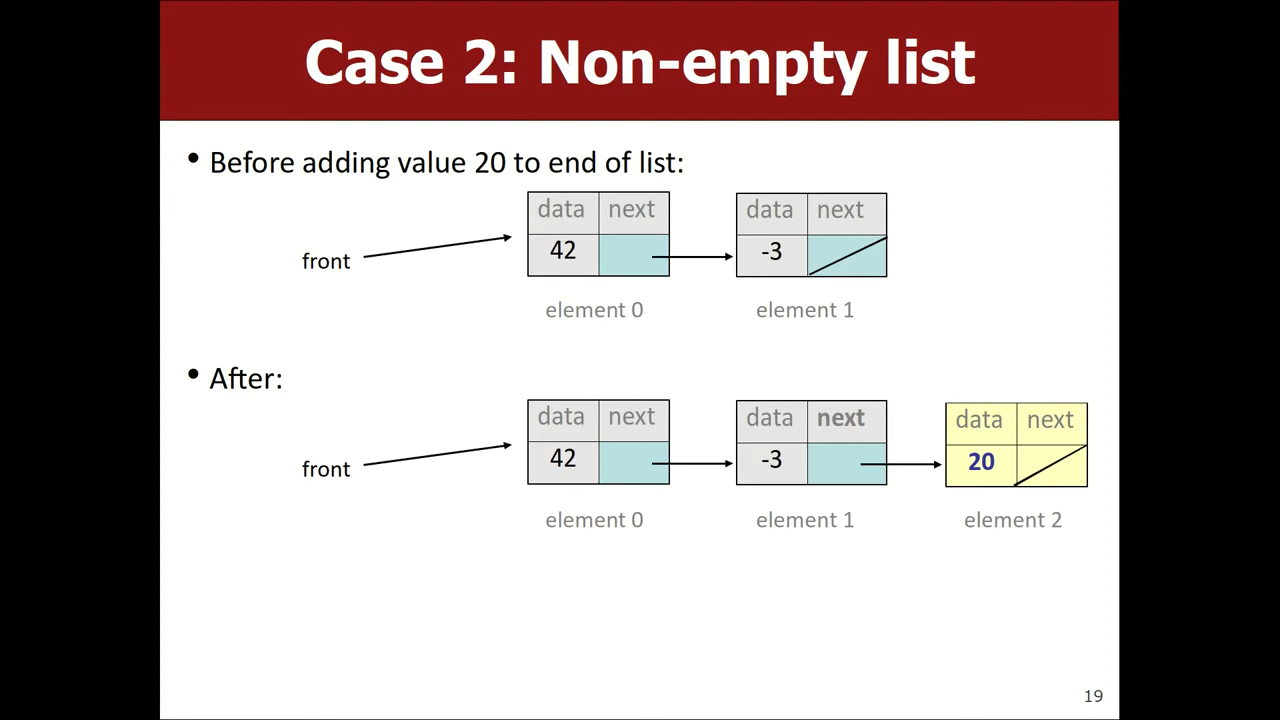 Case 2: Non-empty list
• Before adding value 20 to end of list:
data next data next
front 42 -3
element 0 element 1
• After:
data next data next data next
front 42 -3 20
element 0 element 1 element 2
19